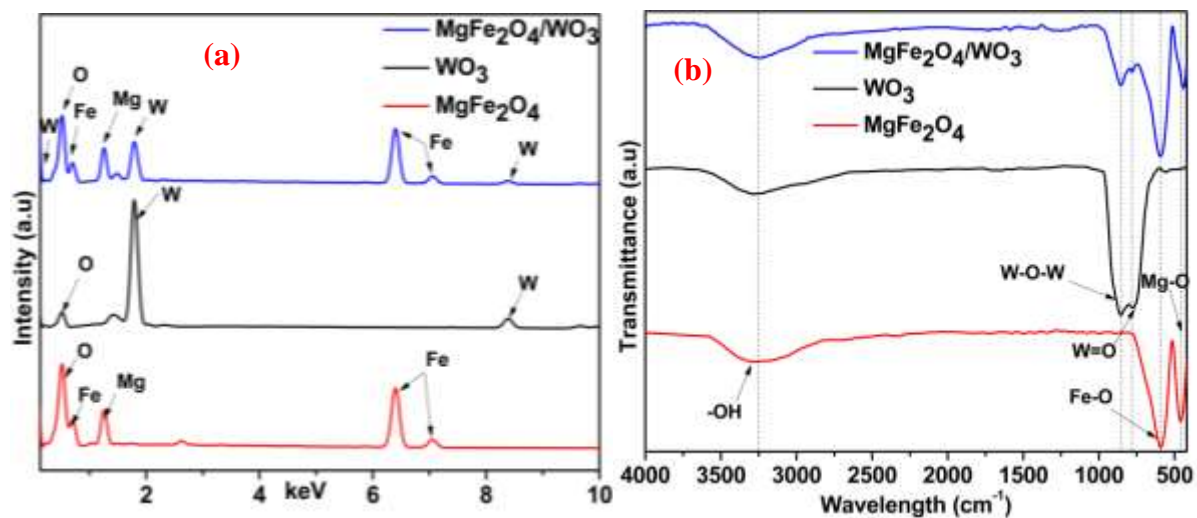 (a)
MgFe₂O₄/WO₃
WO₃
MgFe₂O₄
O
W
Fe
Mg
W
Fe
W
W
O
W
O
Fe
Mg
Fe
Intensity (a.u)
2
4
6
8
10
keV
(b)
MgFe₂O₄/WO₃
WO₃
MgFe₂O₄
W-O-W
Mg-O
W=O
-OH
Fe-O
Transmittance (a.u)
4000
3500
3000
2500
2000
1500
1000
500
Wavelength (cm⁻¹)